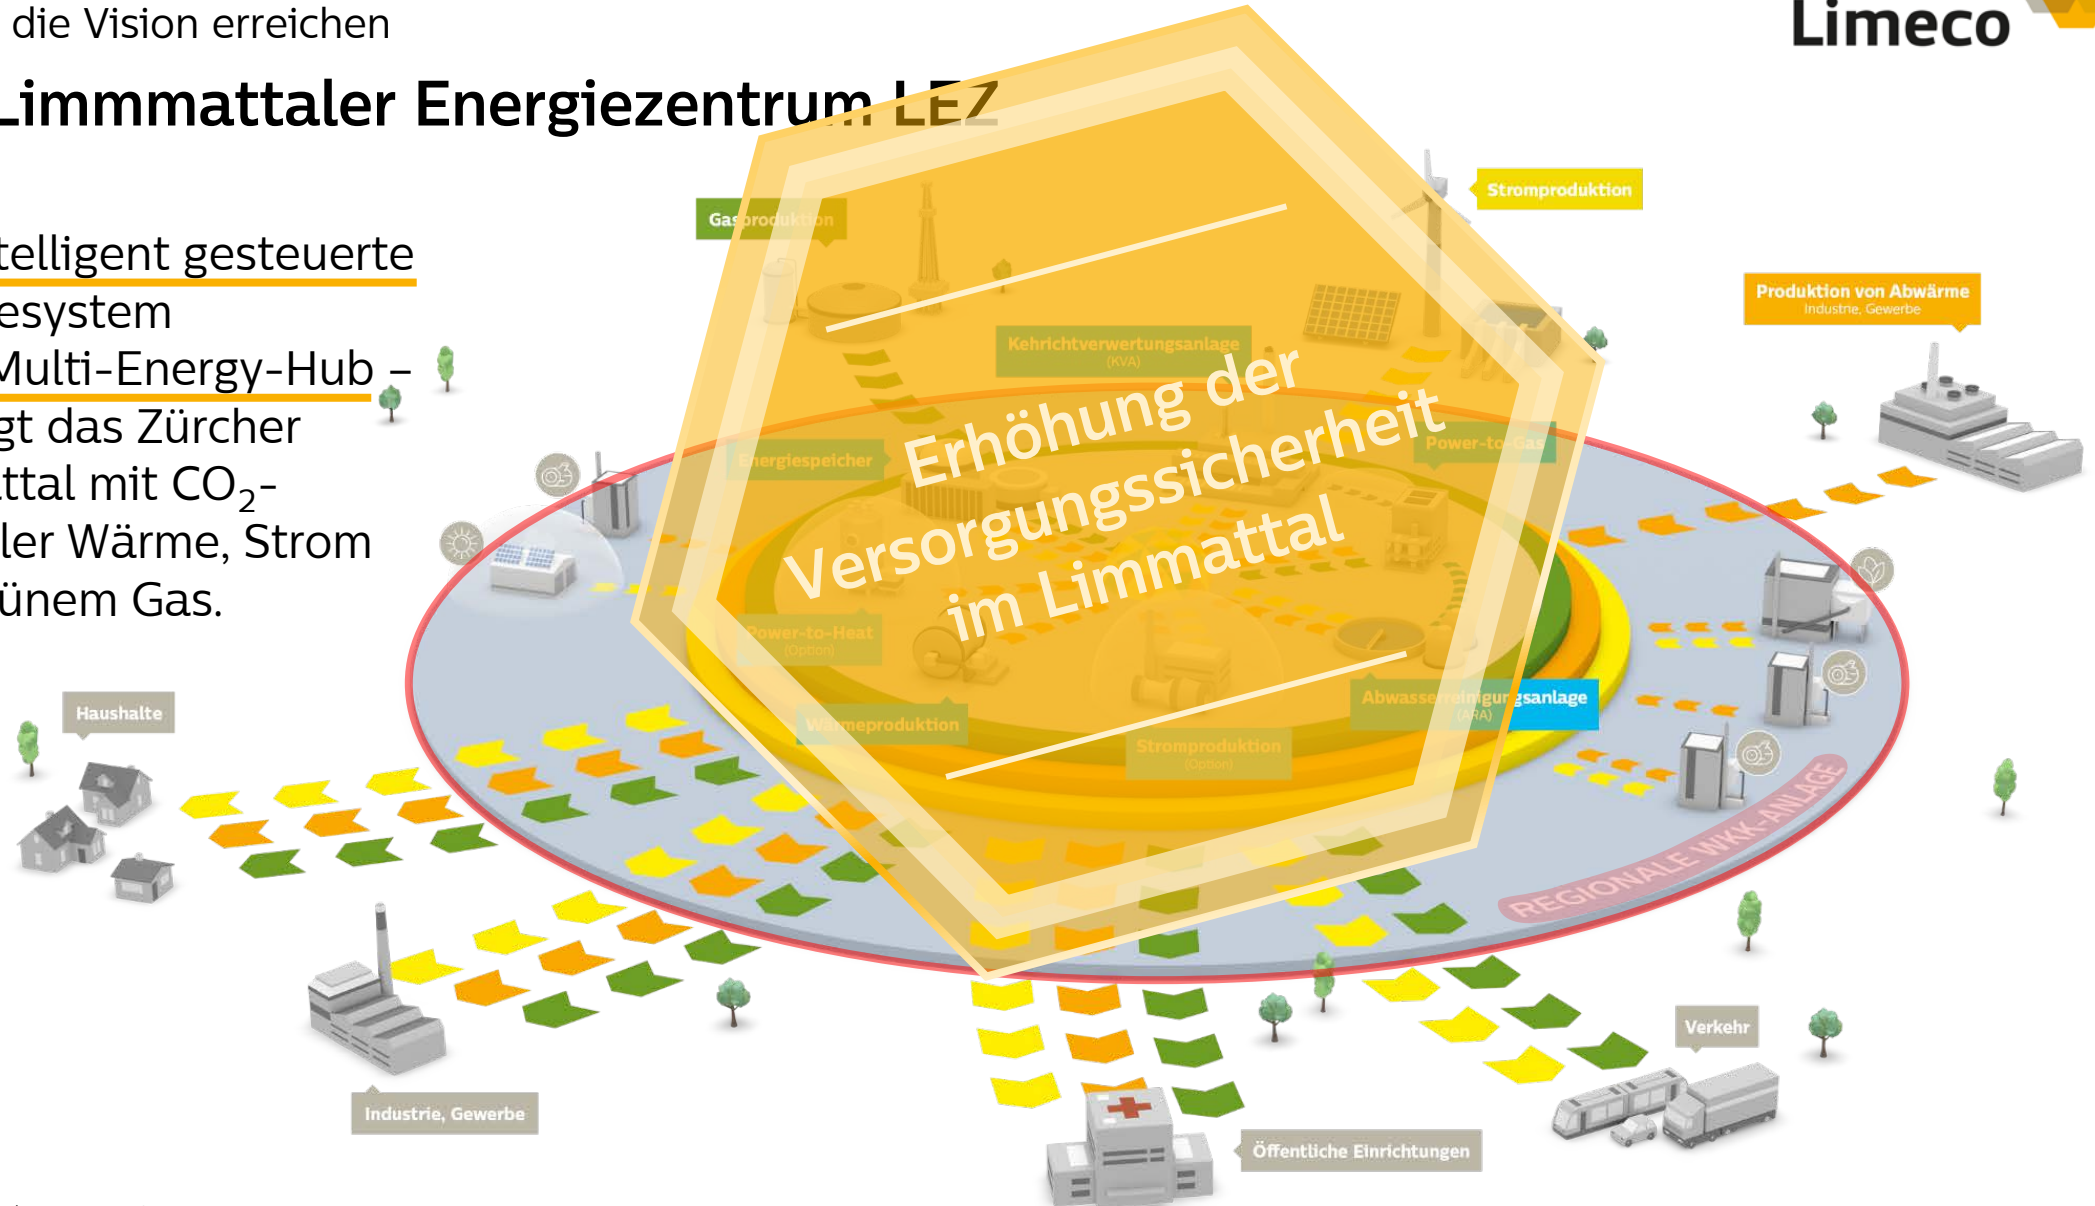 die Vision erreichen
Limeco
Limmmattaler Energiezentrum LEZ
telligent gesteuerte
esystem
Multi-Energy-Hub –
gt das Zürcher
ttal mit CO₂-
ler Wärme, Strom
ünem Gas.
Gasproduktion
Stromproduktion
Produktion von Abwärme
Industrie, Gewerbe
Kehrichtverwertungsanlage
(KVA)
Energiespeicher
Power-to-Gas
Erhöhung der
Versorgungssicherheit
im Limmattal
Power-to-Heat
(Option)
Wärmeproduktion
Stromproduktion
(Option)
Abwasserreinigungsanlage
(ARA)
Haushalte
REGIONALE WKK-ANLAGE
Verkehr
Industrie, Gewerbe
Öffentliche Einrichtungen